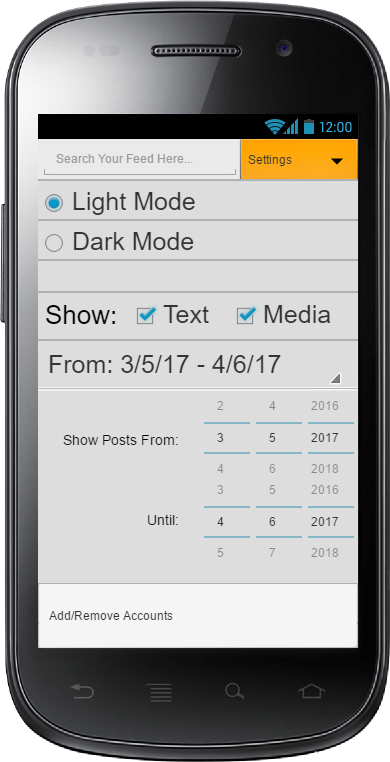 12:00
Search Your Feed Here... Settings
Light Mode
Dark Mode
Show: Text Media
From: 3/5/17 - 4/6/17
2 4 2016
Show Posts From: 3 5 2017
4 6 2018
3 5 2016
Until: 4 6 2017
5 7 2018
Add/Remove Accounts